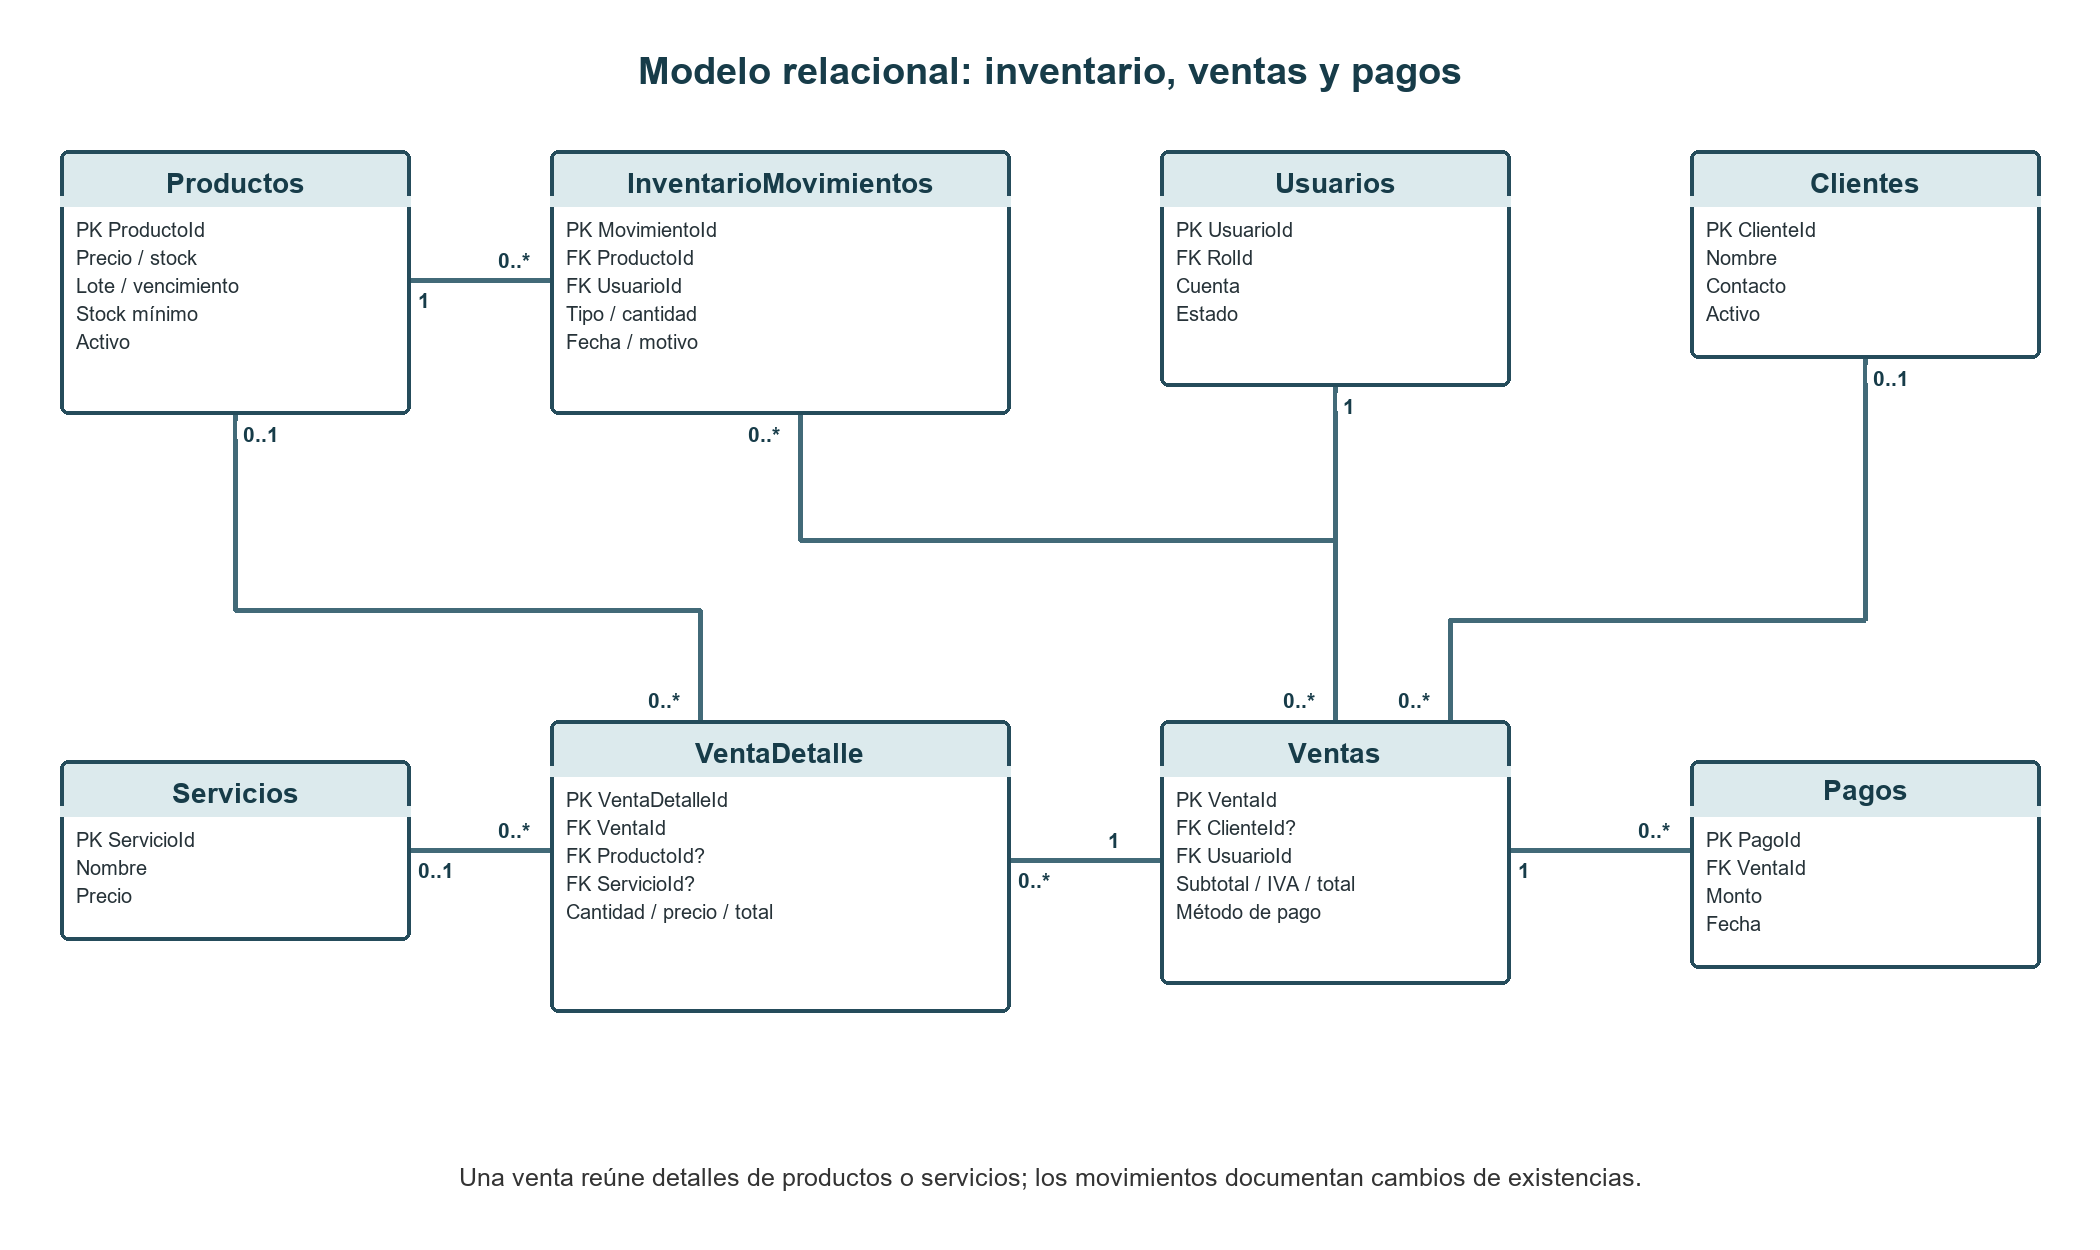 Modelo relacional: inventario, ventas y pagos
Productos
PK ProductoId
Precio / stock
Lote / vencimiento
Stock mínimo
Activo
0..*
1
InventarioMovimientos
PK MovimientoId
FK ProductoId
FK UsuarioId
Tipo / cantidad
Fecha / motivo
Usuarios
PK UsuarioId
FK RolId
Cuenta
Estado
Clientes
PK ClienteId
Nombre
Contacto
Activo
0..1
0..*
1
0..1
0..*
0..*
0..*
Servicios
PK ServicioId
Nombre
Precio
0..*
0..1
VentaDetalle
PK VentaDetalleId
FK VentaId
FK ProductoId?
FK ServicioId?
Cantidad / precio / total
1
0..*
Ventas
PK VentaId
FK ClienteId?
FK UsuarioId
Subtotal / IVA / total
Método de pago
0..*
1
Pagos
PK PagoId
FK VentaId
Monto
Fecha
Una venta reúne detalles de productos o servicios; los movimientos documentan cambios de existencias.